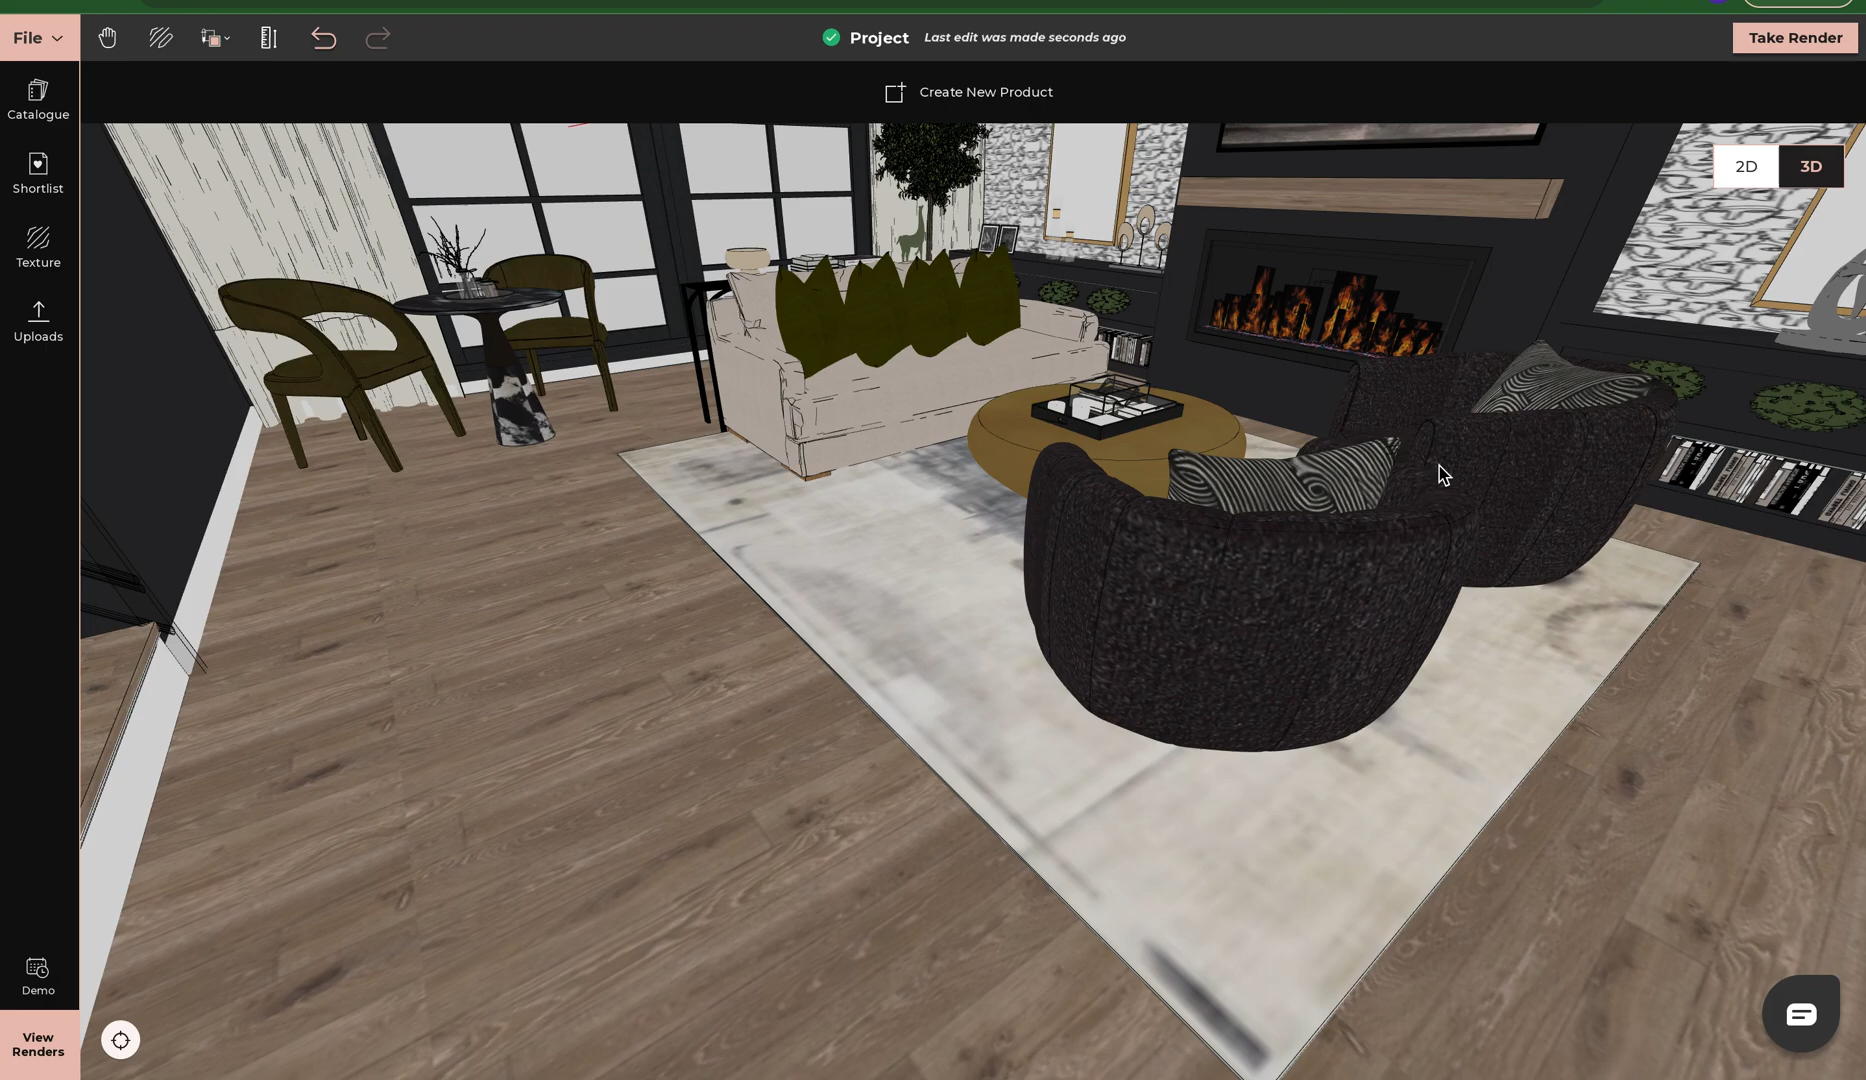 File
Project
Last edit was made seconds ago
Take Render
Create New Product
Catalogue
Shortlist
Texture
Uploads
2D
3D
Demo
View
Renders